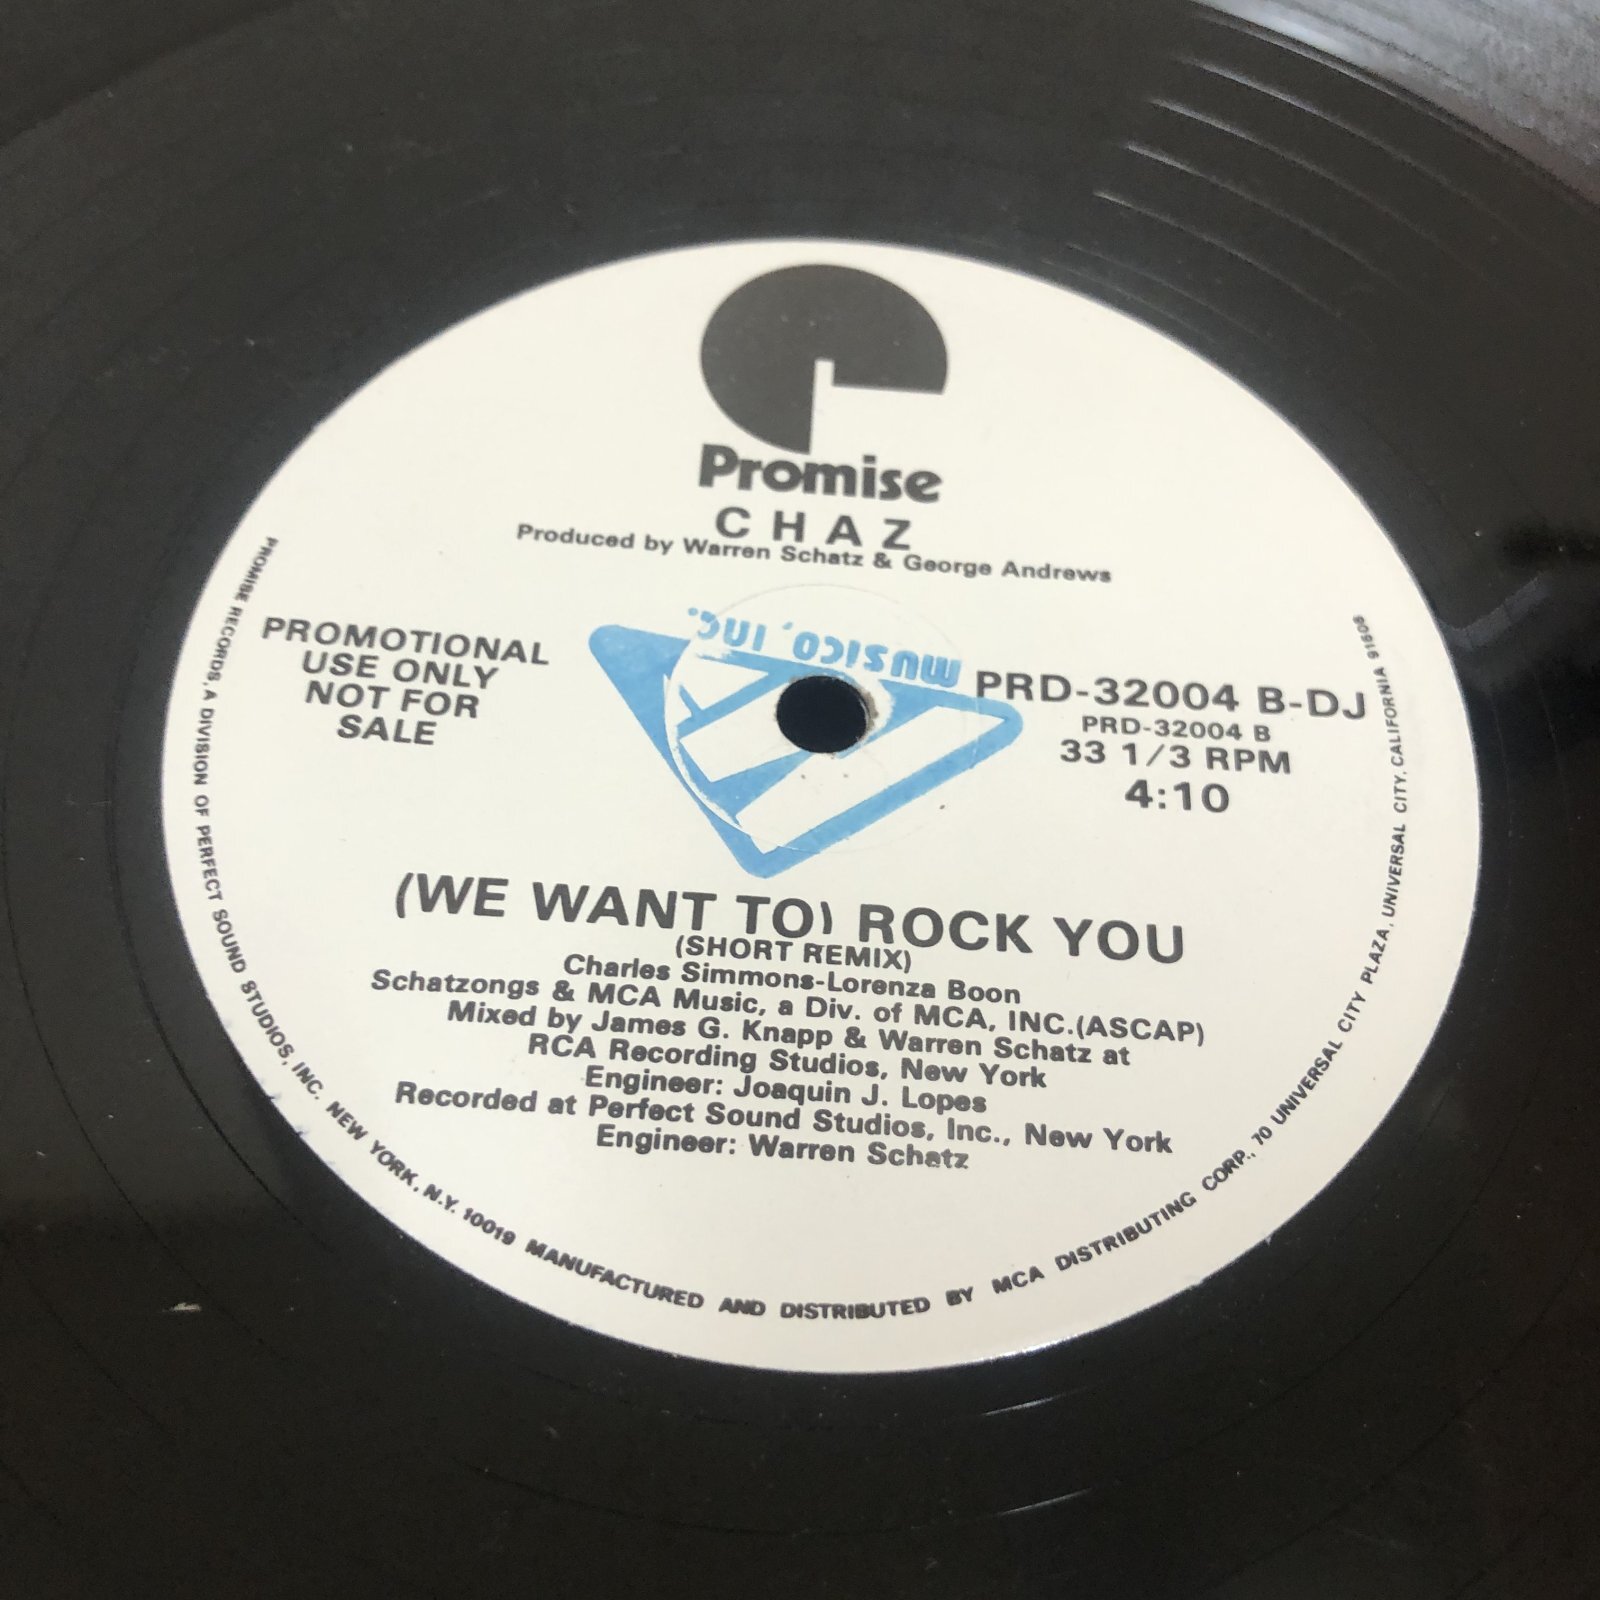 Promise
CHAZ
Produced by Warren Schatz & George Andrews
PROMOTIONAL
USE ONLY
NOT FOR
SALE
musico, inc.
PRD-32004 B-DJ
PRD-32004 B
33 1/3 RPM
4:10
(WE WANT TO) ROCK YOU
(SHORT REMIX)
Charles Simmons-Lorenza Boon
Schatzongs & MCA Music, a Div. of MCA, INC.(ASCAP)
Mixed by James G. Knapp & Warren Schatz at
RCA Recording Studios, New York
Engineer: Joaquin J. Lopes
Recorded at Perfect Sound Studios, Inc., New York
Engineer: Warren Schatz
PROMISE RECORDS, A DIVISION OF PERFECT SOUND STUDIOS, INC. NEW YORK, N.Y. 10019 MANUFACTURED AND DISTRIBUTED BY MCA DISTRIBUTING CORP., 70 UNIVERSAL CITY PLAZA, UNIVERSAL CITY, CALIFORNIA 91608